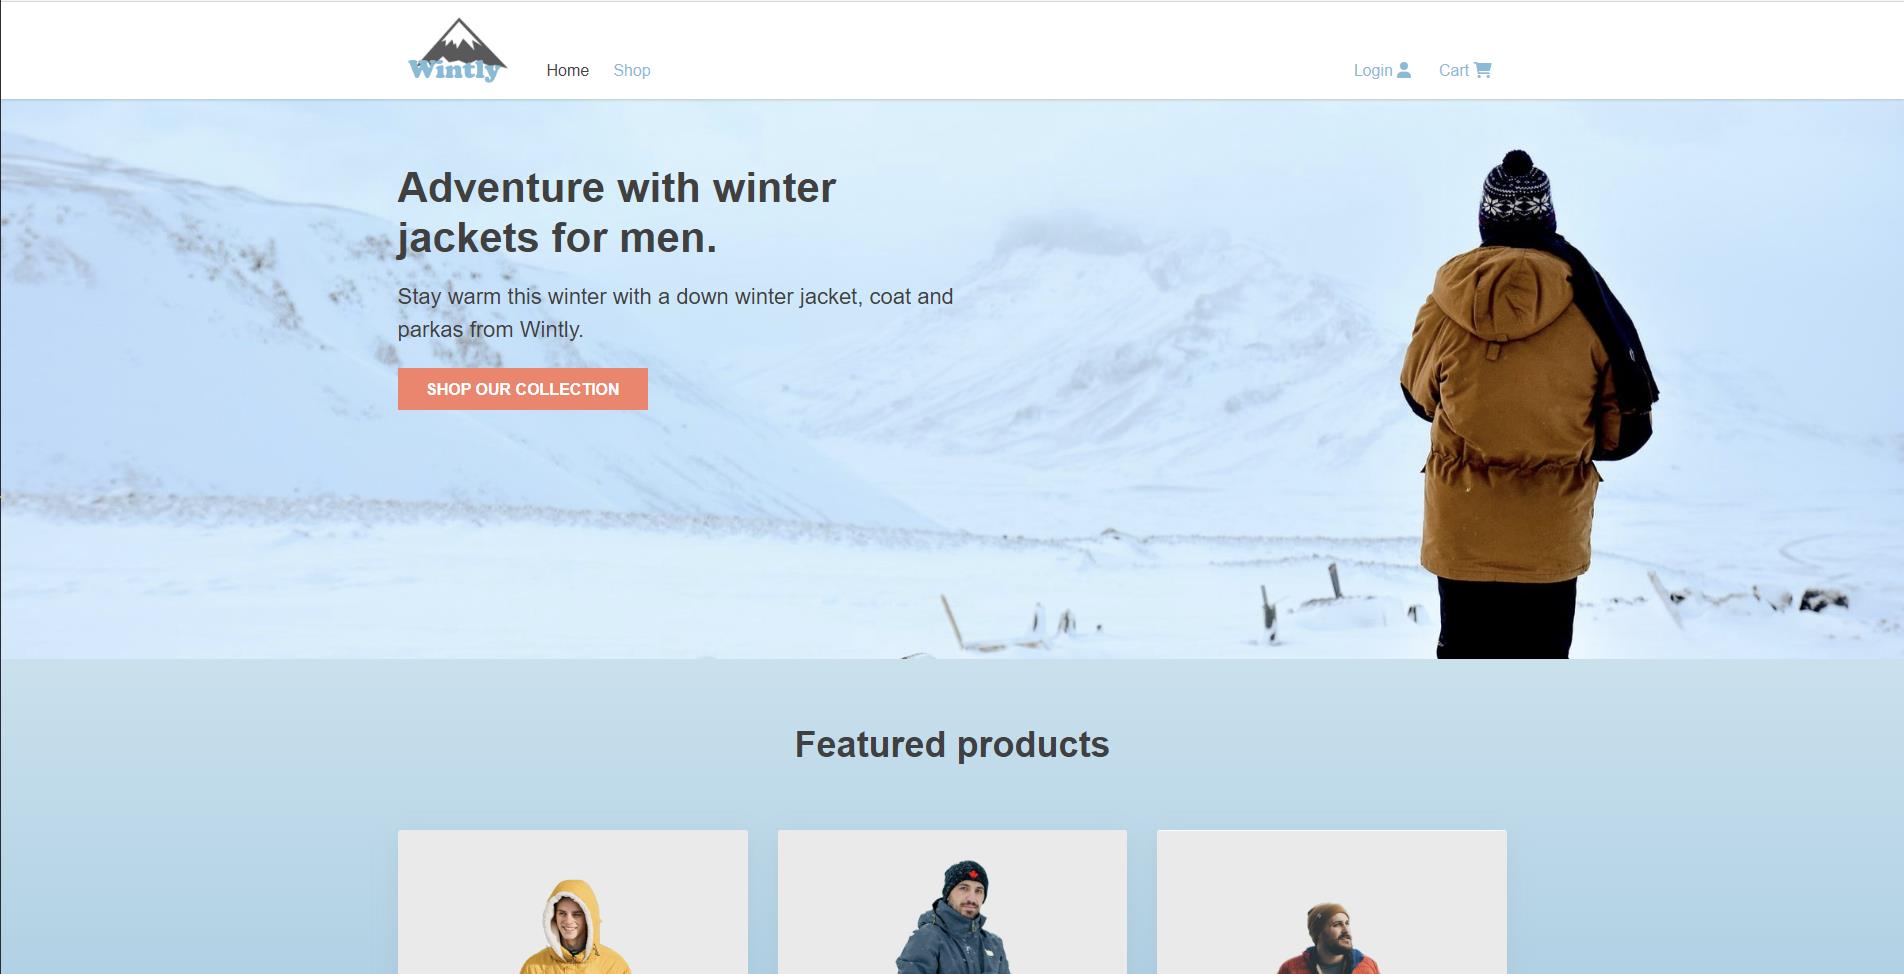 Wintly
Home
Shop
Login
Cart
Adventure with winter
jackets for men.
Stay warm this winter with a down winter jacket, coat and
parkas from Wintly.
SHOP OUR COLLECTION
Featured products